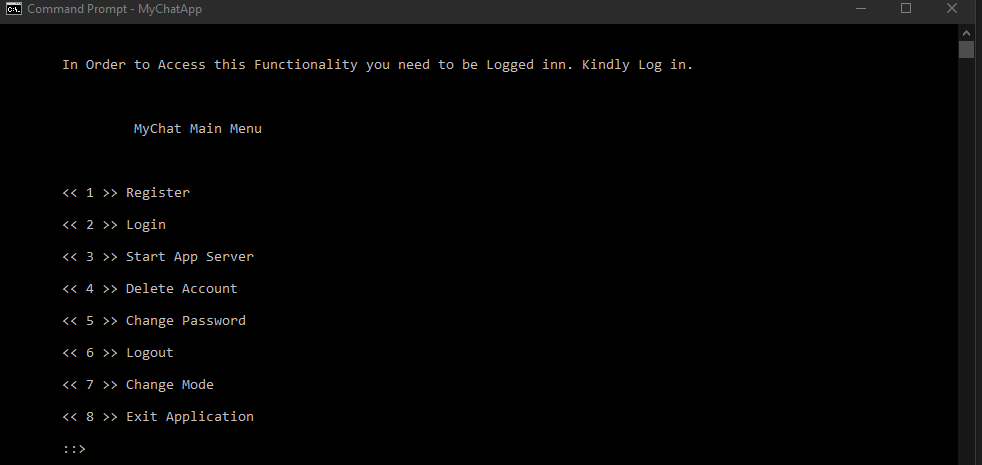 Command Prompt - MyChatApp
In Order to Access this Functionality you need to be Logged inn. Kindly Log in.
MyChat Main Menu
<< 1 >> Register
<< 2 >> Login
<< 3 >> Start App Server
<< 4 >> Delete Account
<< 5 >> Change Password
<< 6 >> Logout
<< 7 >> Change Mode
<< 8 >> Exit Application
::>